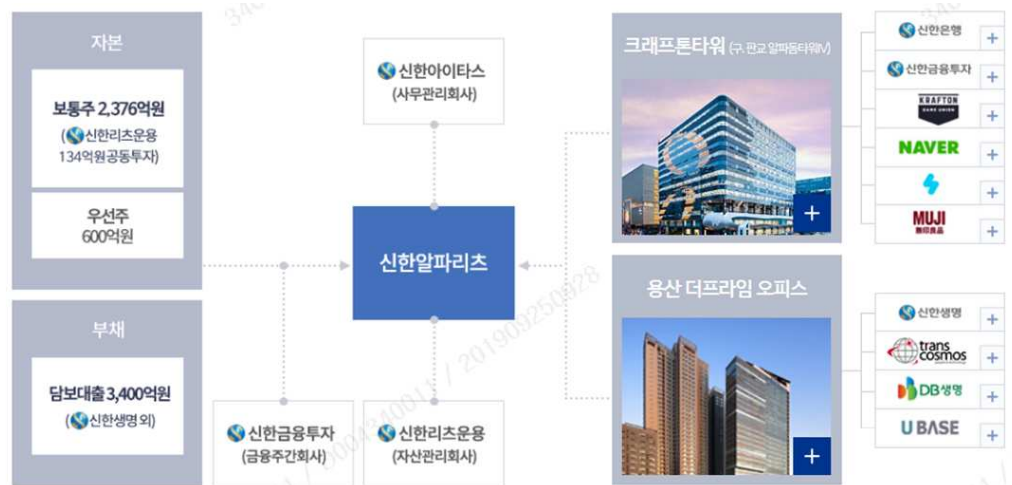 자본
보통주 2,376억원
(신한리츠운용
134억원공동투자)
우선주
600억원
부채
담보대출 3,400억원
(신한생명 외)
신한아이타스
(사무관리회사)
신한알파리츠
신한금융투자
(금융주간회사)
신한리츠운용
(자산관리회사)
크래프톤타워 (구. 판교 알파돔타워IV)
신한은행
신한금융투자
KRAFTON
GAME UNION
NAVER
MUJI
無印良品
용산 더프라임 오피스
신한생명
trans
cosmos
DB생명
UBASE